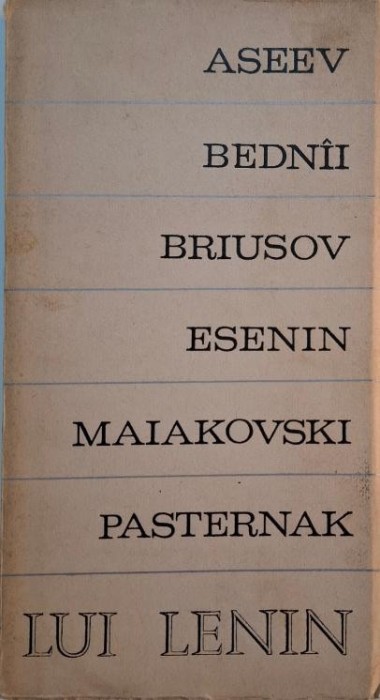 ASEEV
BEDNÎI
BRIUSOV
ESENIN
MAIAKOVSKI
PASTERNAK
LUI LENIN